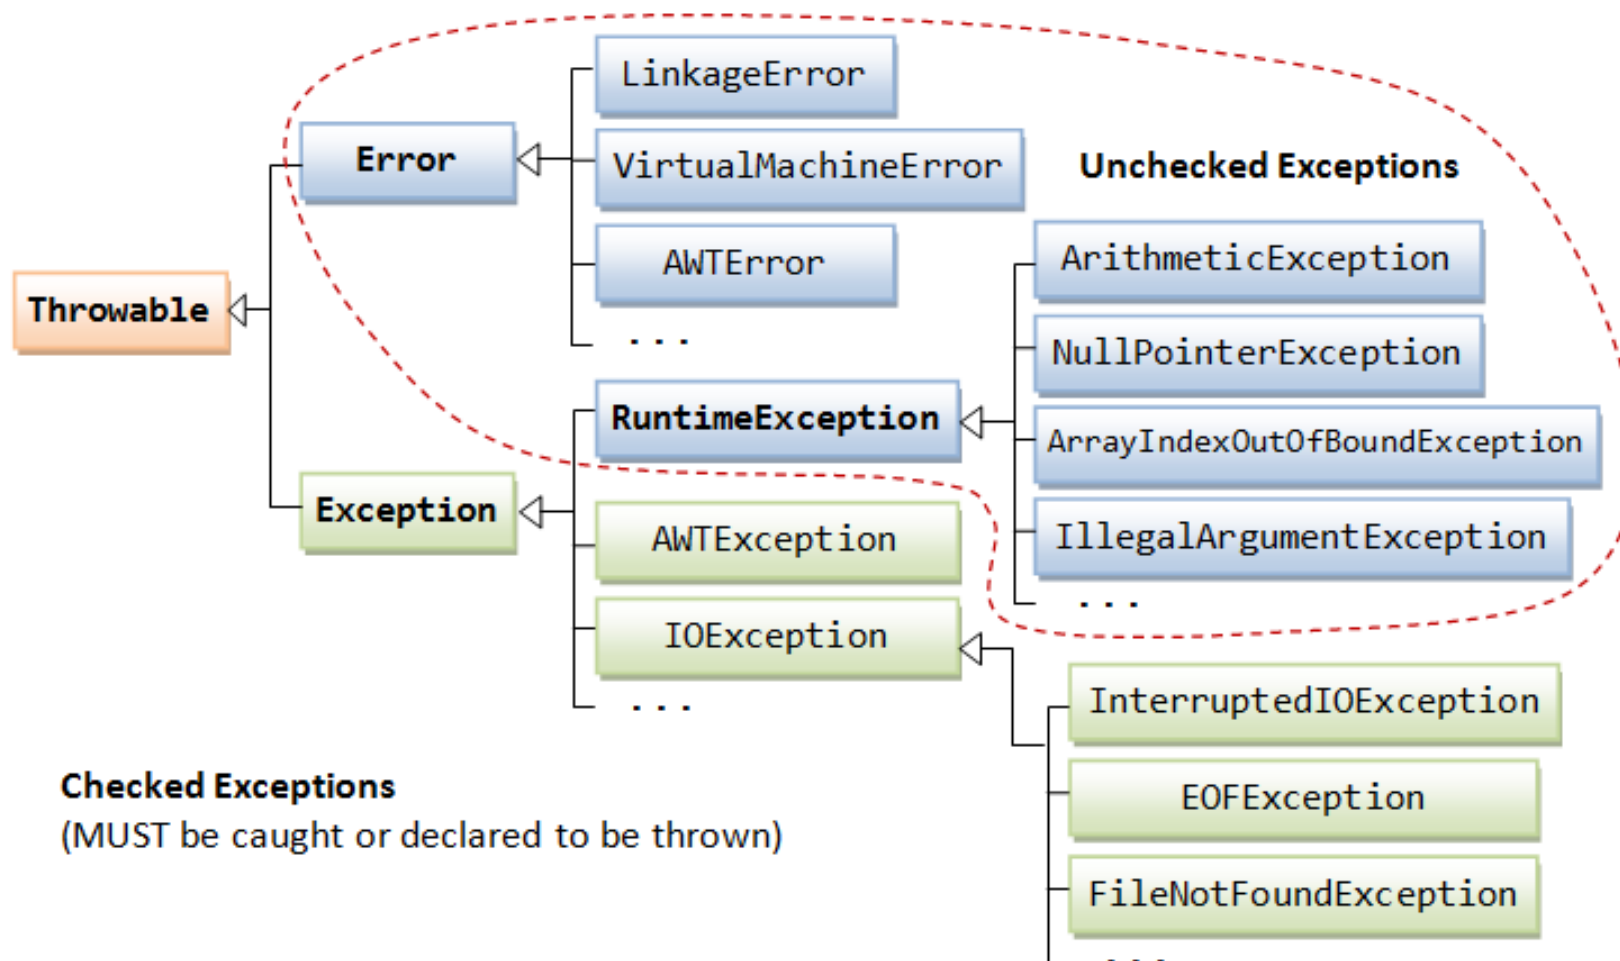 LinkageError
Error
VirtualMachineError
Unchecked Exceptions
AWTError
ArithmeticException
Throwable
...
NullPointerException
RuntimeException
ArrayIndexOutOfBoundException
Exception
AWTException
IllegalArgumentException
...
IOException
...
InterruptedIOException
Checked Exceptions
(MUST be caught or declared to be thrown)
EOFException
FileNotFoundException
...